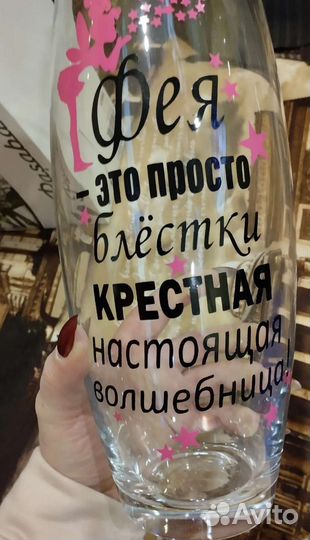 Фея
- это просто
блёстки
КРЕСТНАЯ
настоящая
волшебница!
Avito